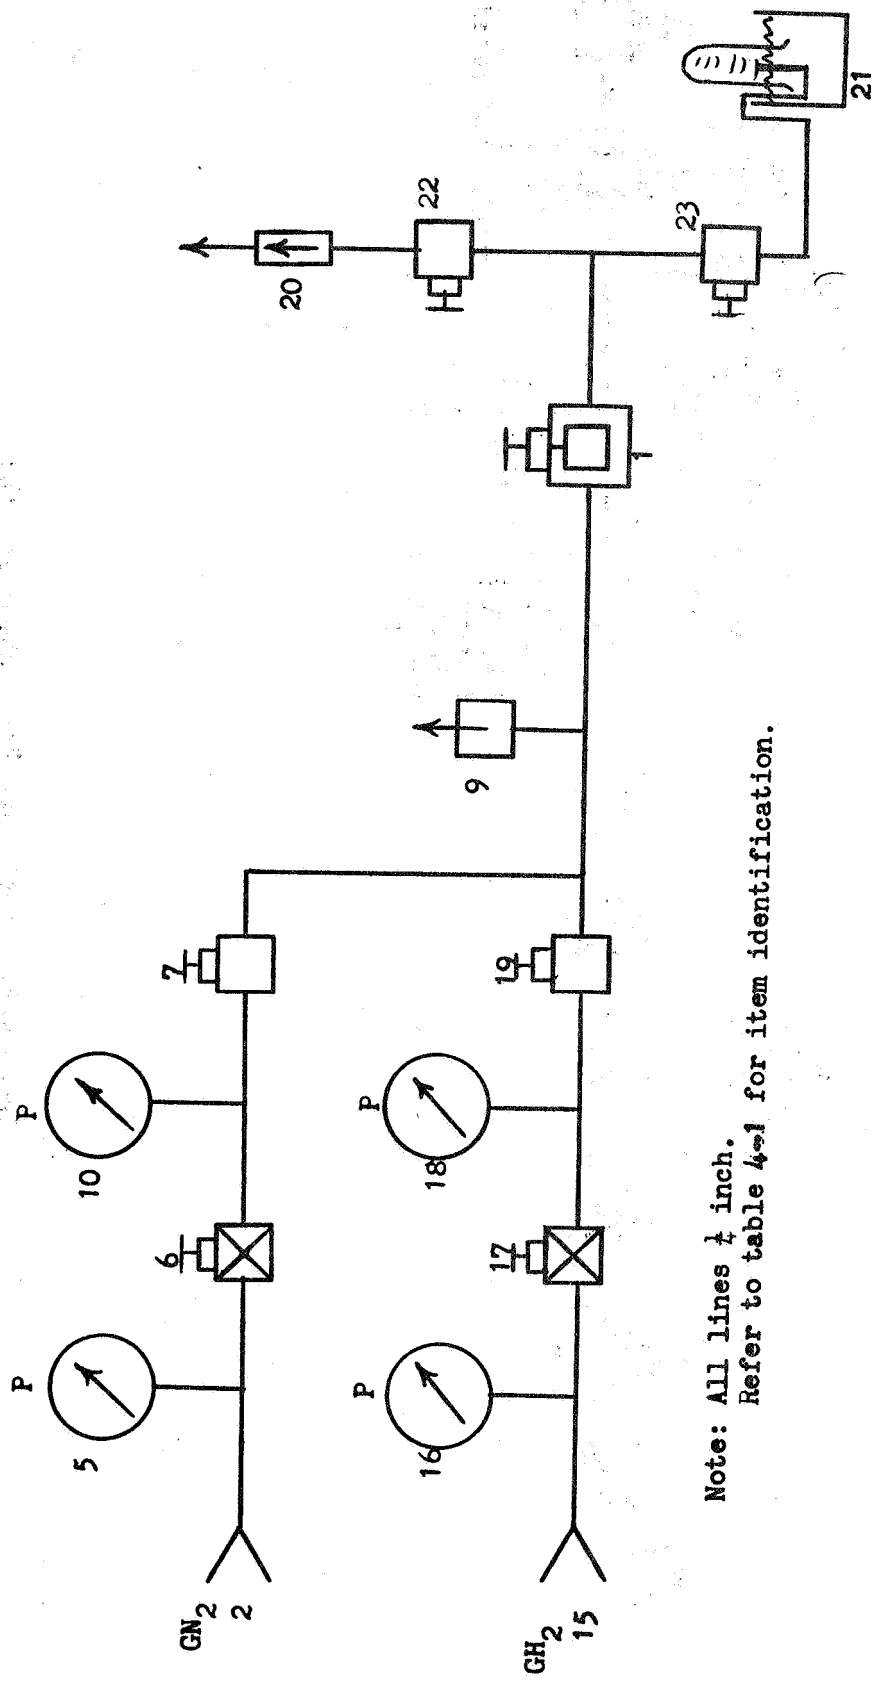 P
P
5
10
6
7
GN2
2
P
P
16
18
17
19
GH2
15
9
1
20
22
23
21
Note: All lines ¼ inch.
Refer to table 4-1 for item identification.